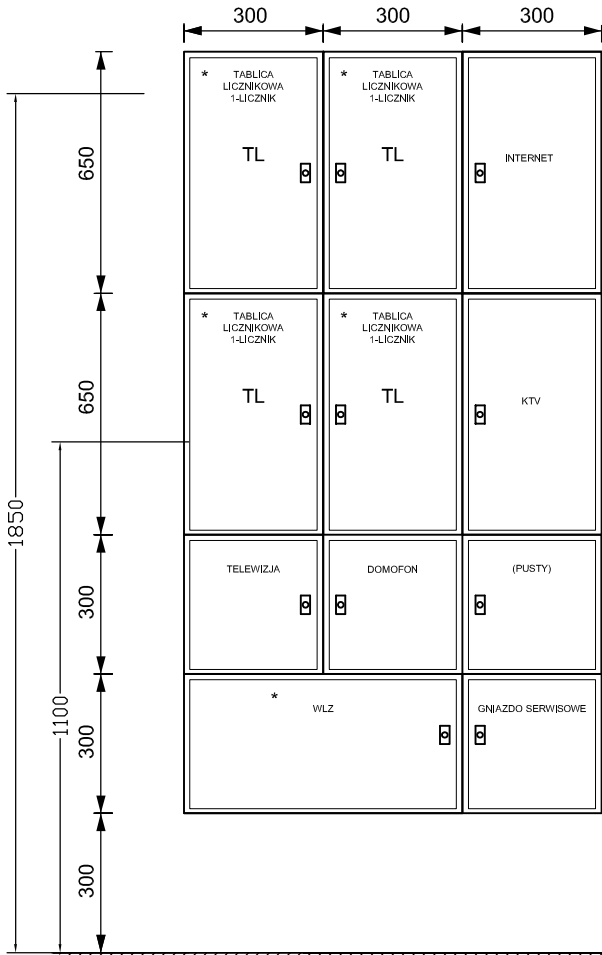 300 300 300
* TABLICA
LICZNIKOWA
1-LICZNIK
TL
* TABLICA
LICZNIKOWA
1-LICZNIK
TL
INTERNET
650
* TABLICA
LICZNIKOWA
1-LICZNIK
TL
* TABLICA
LICZNIKOWA
1-LICZNIK
TL
KTV
650
1850
TELEWIZJA
DOMOFON
(PUSTY)
300
*
WLZ
GNIAZDO SERWISOWE
300
1100
300